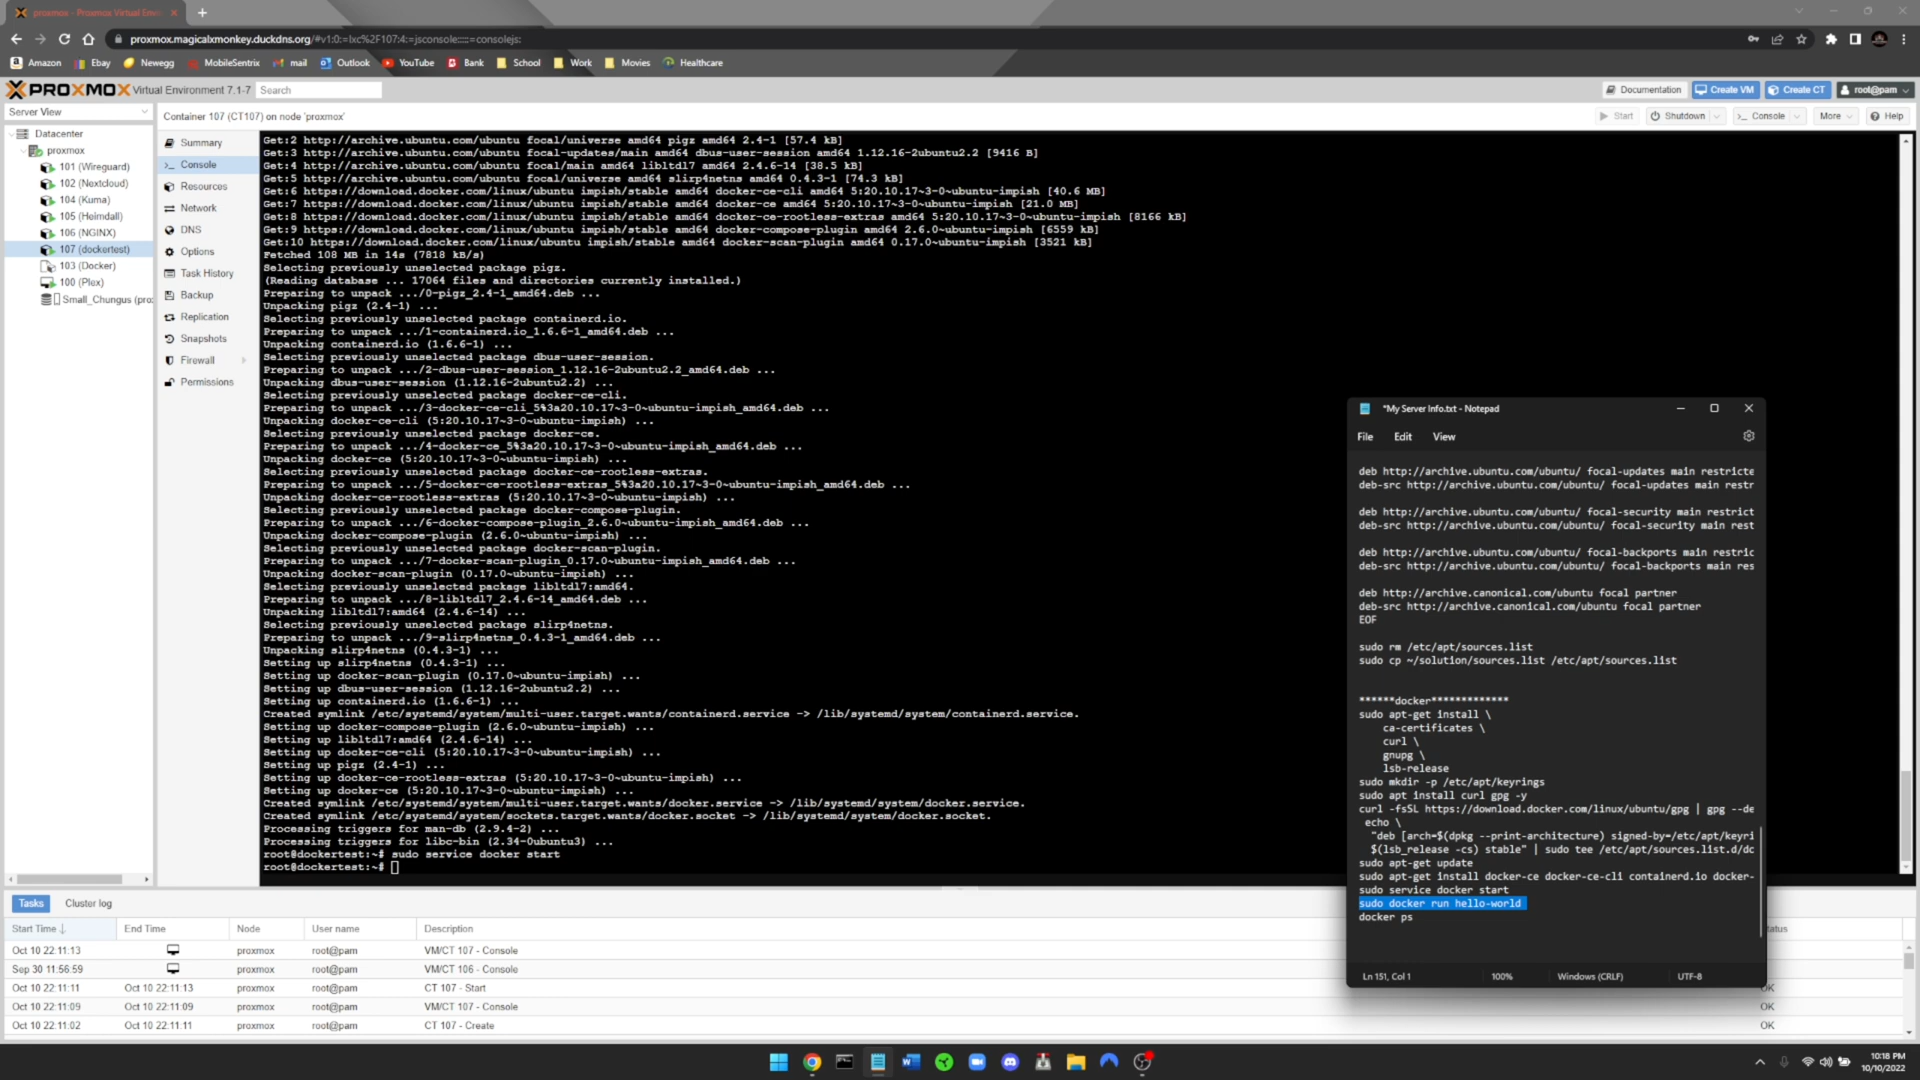 proxmox - Proxmox Virtual Envi
proxmox.magicalxmonkey.duckdns.org/#v1:0:=lxc%2F107:4:=jsconsole:::::=consolejs:
Amazon Ebay Newegg MobileSentrix mail Outlook YouTube Bank School Work Movies Healthcare
PROXMOX Virtual Environment 7.1-7 Search Documentation Create VM Create CT root@pam
Server View
Container 107 (CT107) on node 'proxmox' Start Shutdown Console More Help
Datacenter
proxmox
101 (Wireguard)
102 (Nextcloud)
104 (Kuma)
105 (Heimdall)
106 (NGINX)
107 (dockertest)
103 (Docker)
100 (Plex)
Small_Chungus (pro
Summary
Console
Resources
Network
DNS
Options
Task History
Backup
Replication
Snapshots
Firewall
Permissions
Get:2 http://archive.ubuntu.com/ubuntu focal/universe amd64 pigz amd64 2.4-1 [57.4 kB]
Get:3 http://archive.ubuntu.com/ubuntu focal-updates/main amd64 dbus-user-session amd64 1.12.16-2ubuntu2.2 [9416 B]
Get:4 http://archive.ubuntu.com/ubuntu focal/main amd64 libltdl7 amd64 2.4.6-14 [38.5 kB]
Get:5 http://archive.ubuntu.com/ubuntu focal/universe amd64 slirp4netns amd64 0.4.3-1 [74.3 kB]
Get:6 https://download.docker.com/linux/ubuntu impish/stable amd64 docker-ce-cli amd64 5:20.10.17~3-0~ubuntu-impish [40.6 MB]
Get:7 https://download.docker.com/linux/ubuntu impish/stable amd64 docker-ce amd64 5:20.10.17~3-0~ubuntu-impish [21.0 MB]
Get:8 https://download.docker.com/linux/ubuntu impish/stable amd64 docker-ce-rootless-extras amd64 5:20.10.17~3-0~ubuntu-impish [8166 kB]
Get:9 https://download.docker.com/linux/ubuntu impish/stable amd64 docker-compose-plugin amd64 2.6.0~ubuntu-impish [6559 kB]
Get:10 https://download.docker.com/linux/ubuntu impish/stable amd64 docker-scan-plugin amd64 0.17.0~ubuntu-impish [3521 kB]
Fetched 108 MB in 14s (7818 kB/s)
Selecting previously unselected package pigz.
(Reading database ... 17064 files and directories currently installed.)
Preparing to unpack .../0-pigz_2.4-1_amd64.deb ...
Unpacking pigz (2.4-1) ...
Selecting previously unselected package containerd.io.
Preparing to unpack .../1-containerd.io_1.6.6-1_amd64.deb ...
Unpacking containerd.io (1.6.6-1) ...
Selecting previously unselected package dbus-user-session.
Preparing to unpack .../2-dbus-user-session_1.12.16-2ubuntu2.2_amd64.deb ...
Unpacking dbus-user-session (1.12.16-2ubuntu2.2) ...
Selecting previously unselected package docker-ce-cli.
Preparing to unpack .../3-docker-ce-cli_5%3a20.10.17~3-0~ubuntu-impish_amd64.deb ...
Unpacking docker-ce-cli (5:20.10.17~3-0~ubuntu-impish) ...
Selecting previously unselected package docker-ce.
Preparing to unpack .../4-docker-ce_5%3a20.10.17~3-0~ubuntu-impish_amd64.deb ...
Unpacking docker-ce (5:20.10.17~3-0~ubuntu-impish) ...
Selecting previously unselected package docker-ce-rootless-extras.
Preparing to unpack .../5-docker-ce-rootless-extras_5%3a20.10.17~3-0~ubuntu-impish_amd64.deb ...
Unpacking docker-ce-rootless-extras (5:20.10.17~3-0~ubuntu-impish) ...
Selecting previously unselected package docker-compose-plugin.
Preparing to unpack .../6-docker-compose-plugin_2.6.0~ubuntu-impish_amd64.deb ...
Unpacking docker-compose-plugin (2.6.0~ubuntu-impish) ...
Selecting previously unselected package docker-scan-plugin.
Preparing to unpack .../7-docker-scan-plugin_0.17.0~ubuntu-impish_amd64.deb ...
Unpacking docker-scan-plugin (0.17.0~ubuntu-impish) ...
Selecting previously unselected package libltdl7:amd64.
Preparing to unpack .../8-libltdl7_2.4.6-14_amd64.deb ...
Unpacking libltdl7:amd64 (2.4.6-14) ...
Selecting previously unselected package slirp4netns.
Preparing to unpack .../9-slirp4netns_0.4.3-1_amd64.deb ...
Unpacking slirp4netns (0.4.3-1) ...
Setting up slirp4netns (0.4.3-1) ...
Setting up docker-scan-plugin (0.17.0~ubuntu-impish) ...
Setting up dbus-user-session (1.12.16-2ubuntu2.2) ...
Setting up containerd.io (1.6.6-1) ...
Created symlink /etc/systemd/system/multi-user.target.wants/containerd.service -> /lib/systemd/system/containerd.service.
Setting up docker-compose-plugin (2.6.0~ubuntu-impish) ...
Setting up libltdl7:amd64 (2.4.6-14) ...
Setting up docker-ce-cli (5:20.10.17~3-0~ubuntu-impish) ...
Setting up pigz (2.4-1) ...
Setting up docker-ce-rootless-extras (5:20.10.17~3-0~ubuntu-impish) ...
Setting up docker-ce (5:20.10.17~3-0~ubuntu-impish) ...
Created symlink /etc/systemd/system/multi-user.target.wants/docker.service -> /lib/systemd/system/docker.service.
Created symlink /etc/systemd/system/sockets.target.wants/docker.socket -> /lib/systemd/system/docker.socket.
Processing triggers for man-db (2.9.4-2) ...
Processing triggers for libc-bin (2.34-0ubuntu3) ...
root@dockertest:~# sudo service docker start
root@dockertest:~#
*My Server Info.txt - Notepad
File Edit View
deb http://archive.ubuntu.com/ubuntu/ focal-updates main restricte
deb-src http://archive.ubuntu.com/ubuntu/ focal-updates main restr
deb http://archive.ubuntu.com/ubuntu/ focal-security main restrict
deb-src http://archive.ubuntu.com/ubuntu/ focal-security main rest
deb http://archive.ubuntu.com/ubuntu/ focal-backports main restric
deb-src http://archive.ubuntu.com/ubuntu/ focal-backports main res
deb http://archive.canonical.com/ubuntu focal partner
deb-src http://archive.canonical.com/ubuntu focal partner
EOF
sudo rm /etc/apt/sources.list
sudo cp ~/solution/sources.list /etc/apt/sources.list
******docker*************
sudo apt-get install \
ca-certificates \
curl \
gnupg \
lsb-release
sudo mkdir -p /etc/apt/keyrings
sudo apt install curl gpg -y
curl -fsSL https://download.docker.com/linux/ubuntu/gpg | gpg --de
echo \
"deb [arch=$(dpkg --print-architecture) signed-by=/etc/apt/keyri
$(lsb_release -cs) stable" | sudo tee /etc/apt/sources.list.d/dc
sudo apt-get update
sudo apt-get install docker-ce docker-ce-cli containerd.io docker-
sudo service docker start
sudo docker run hello-world
docker ps
Ln 151, Col 1 100% Windows (CRLF) UTF-8
Tasks Cluster log
Start Time End Time Node User name Description tatus
Oct 10 22:11:13 proxmox root@pam VM/CT 107 - Console
Sep 30 11:56:59 proxmox root@pam VM/CT 106 - Console
Oct 10 22:11:11 Oct 10 22:11:13 proxmox root@pam CT 107 - Start OK
Oct 10 22:11:09 Oct 10 22:11:09 proxmox root@pam VM/CT 107 - Console OK
Oct 10 22:11:02 Oct 10 22:11:11 proxmox root@pam CT 107 - Create OK
10:18 PM
10/10/2022